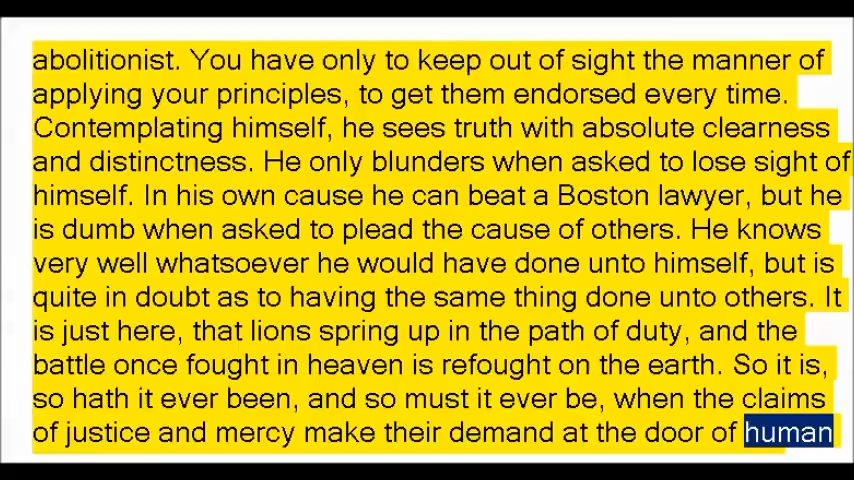 abolitionist. You have only to keep out of sight the manner of
applying your principles, to get them endorsed every time.
Contemplating himself, he sees truth with absolute clearness
and distinctness. He only blunders when asked to lose sight of
himself. In his own cause he can beat a Boston lawyer, but he
is dumb when asked to plead the cause of others. He knows
very well whatsoever he would have done unto himself, but is
quite in doubt as to having the same thing done unto others. It
is just here, that lions spring up in the path of duty, and the
battle once fought in heaven is refought on the earth. So it is,
so hath it ever been, and so must it ever be, when the claims
of justice and mercy make their demand at the door of human